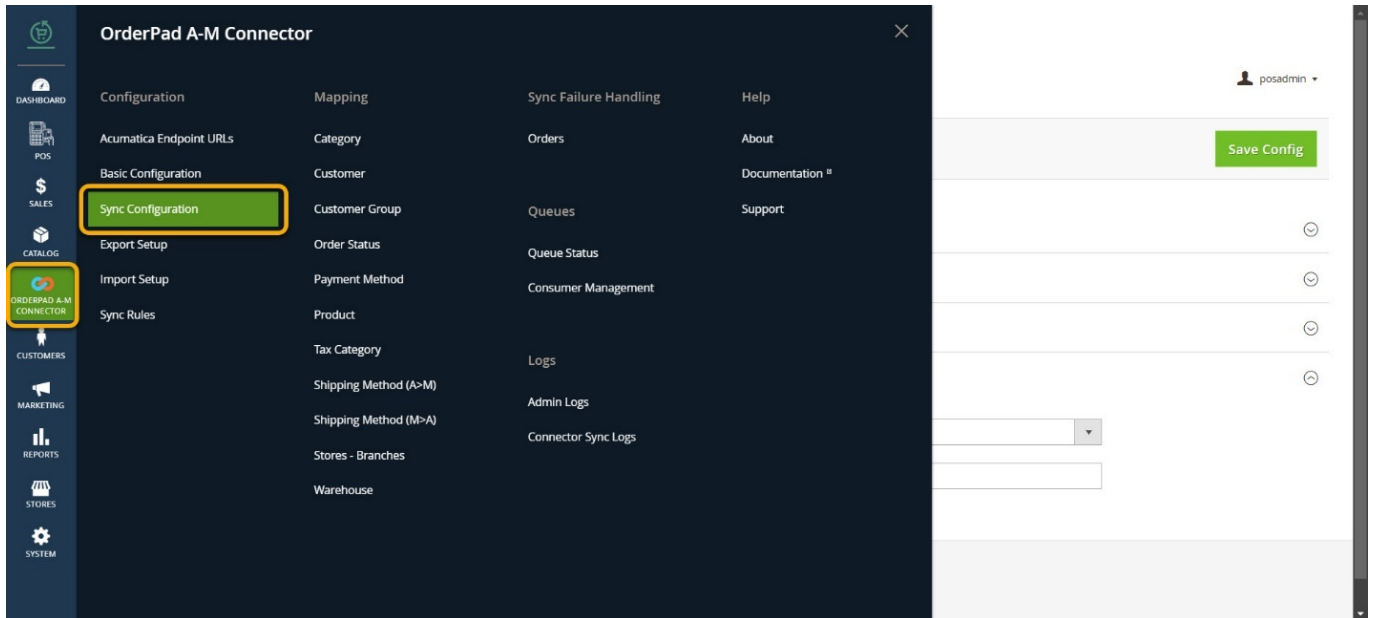 OrderPad A-M Connector
posadmin
Save Config
DASHBOARD
POS
SALES
CATALOG
ORDERPAD A-M
CONNECTOR
CUSTOMERS
MARKETING
REPORTS
STORES
SYSTEM
Configuration
Acumatica Endpoint URLs
Basic Configuration
Sync Configuration
Export Setup
Import Setup
Sync Rules
Mapping
Category
Customer
Customer Group
Order Status
Payment Method
Product
Tax Category
Shipping Method (A>M)
Shipping Method (M>A)
Stores - Branches
Warehouse
Sync Failure Handling
Orders
Queues
Queue Status
Consumer Management
Logs
Admin Logs
Connector Sync Logs
Help
About
Documentation
Support